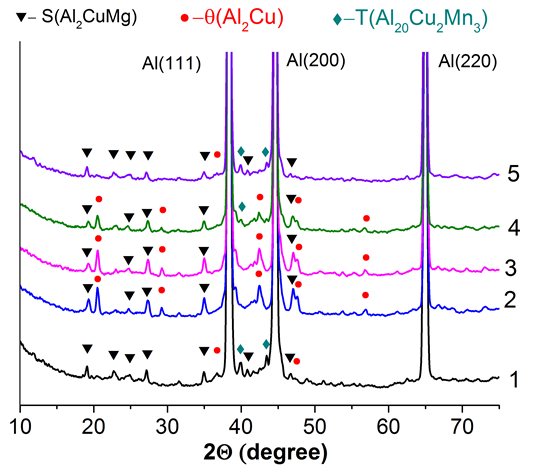 ▼– S(Al₂CuMg) ●–θ(Al₂Cu) ◆–T(Al₂₀Cu₂Mn₃)
Al(111) Al(200) Al(220)
5
4
3
2
1
10 20 30 40 50 60 70
2Θ (degree)